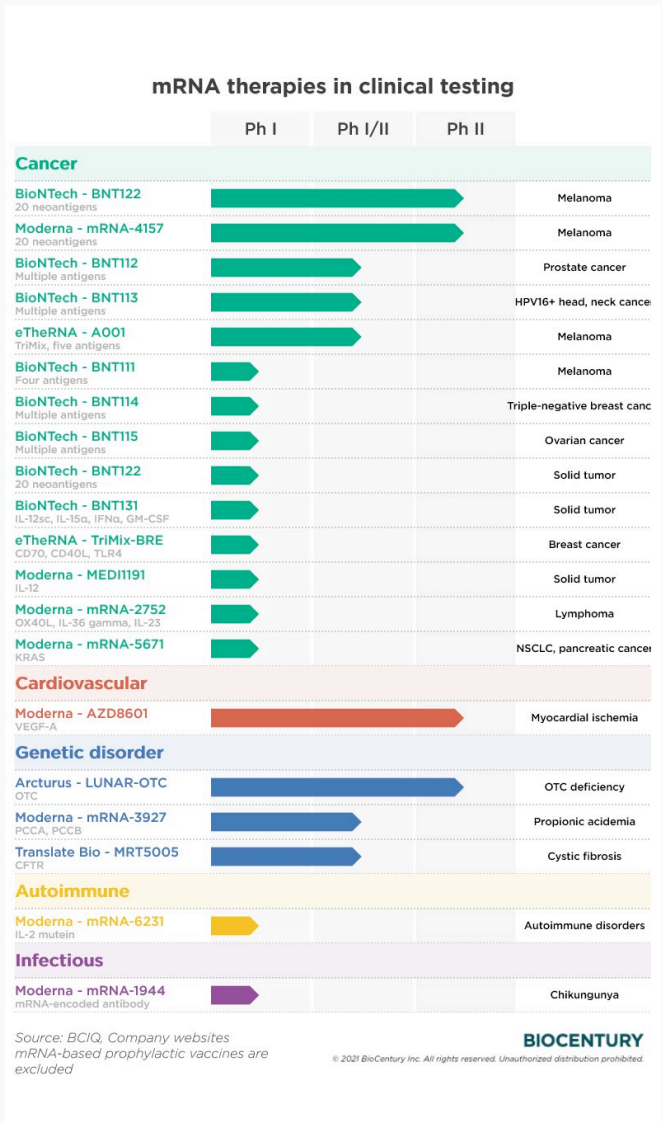 mRNA therapies in clinical testing
Ph I Ph I/II Ph II
Cancer
BioNTech - BNT122
20 neoantigens
Melanoma
Moderna - mRNA-4157
20 neoantigens
Melanoma
BioNTech - BNT112
Multiple antigens
Prostate cancer
BioNTech - BNT113
Multiple antigens
HPV16+ head, neck cance
eTheRNA - A001
TriMix, five antigens
Melanoma
BioNTech - BNT111
Four antigens
Melanoma
BioNTech - BNT114
Multiple antigens
Triple-negative breast canc
BioNTech - BNT115
Multiple antigens
Ovarian cancer
BioNTech - BNT122
20 neoantigens
Solid tumor
BioNTech - BNT131
IL-12sc, IL-15α, IFNα, GM-CSF
Solid tumor
eTheRNA - TriMix-BRE
CD70, CD40L, TLR4
Breast cancer
Moderna - MEDI1191
IL-12
Solid tumor
Moderna - mRNA-2752
OX40L, IL-36 gamma, IL-23
Lymphoma
Moderna - mRNA-5671
KRAS
NSCLC, pancreatic cancer
Cardiovascular
Moderna - AZD8601
VEGF-A
Myocardial ischemia
Genetic disorder
Arcturus - LUNAR-OTC
OTC
OTC deficiency
Moderna - mRNA-3927
PCCA, PCCB
Propionic acidemia
Translate Bio - MRT5005
CFTR
Cystic fibrosis
Autoimmune
Moderna - mRNA-6231
IL-2 mutein
Autoimmune disorders
Infectious
Moderna - mRNA-1944
mRNA-encoded antibody
Chikungunya
Source: BCIQ, Company websites
mRNA-based prophylactic vaccines are
excluded
BIOCENTURY
© 2021 BioCentury Inc. All rights reserved. Unauthorized distribution prohibited.